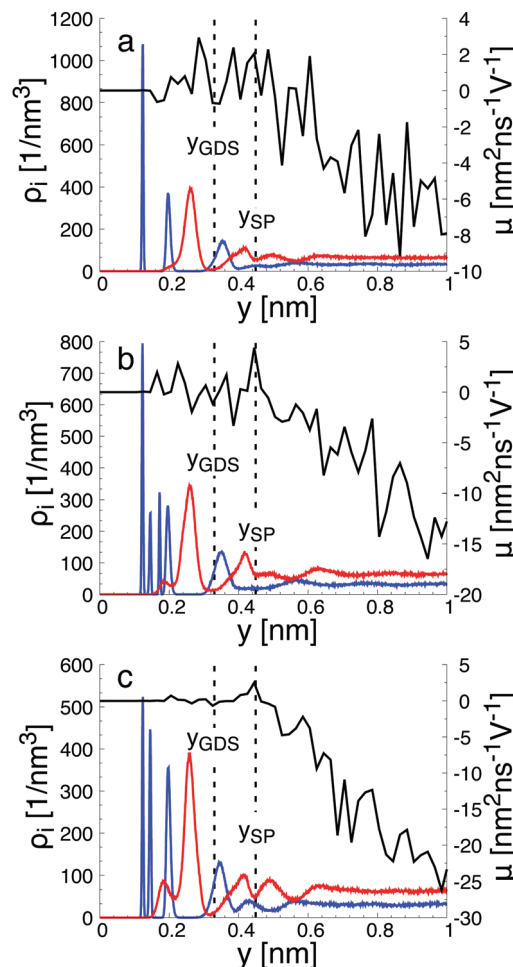 a
1200
1000
800
600
400
200
0
ρi [1/nm³]
4
2
0
-2
-4
-6
-8
-10
μ [nm²ns⁻¹V⁻¹]
yGDS
ySP
0 0.2 0.4 0.6 0.8 1
y [nm]
b
800
700
600
500
400
300
200
100
0
ρi [1/nm³]
5
0
-5
-10
-15
-20
μ [nm²ns⁻¹V⁻¹]
yGDS
ySP
0 0.2 0.4 0.6 0.8 1
y [nm]
c
600
500
400
300
200
100
0
ρi [1/nm³]
5
0
-5
-10
-15
-20
-25
-30
μ [nm²ns⁻¹V⁻¹]
yGDS
ySP
0 0.2 0.4 0.6 0.8 1
y [nm]